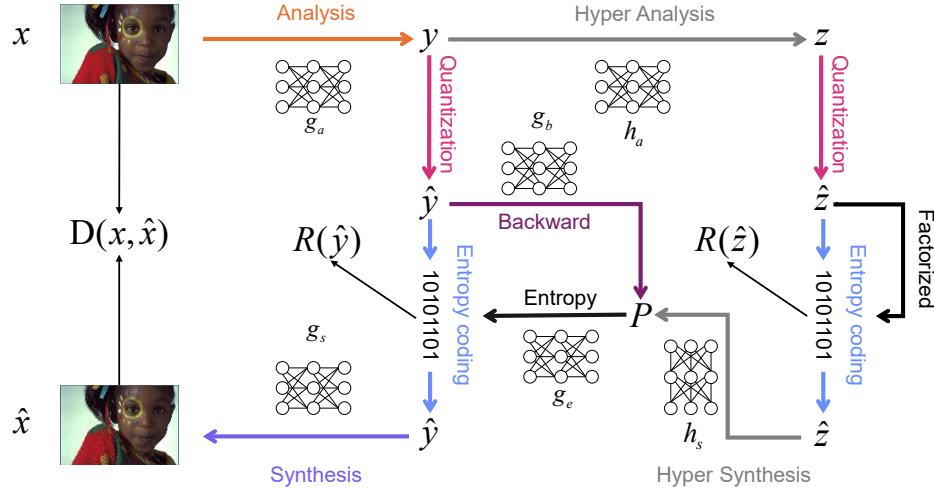 x
Analysis
y
Hyper Analysis
z
g_a
Quantization
g_b
h_a
Quantization
ŷ
Backward
ẑ
Factorized
D(x, x̂)
R(ŷ)
Entropy coding
10101101
Entropy
P
R(ẑ)
10101101
Entropy coding
g_s
g_e
h_s
x̂
Synthesis
ŷ
Hyper Synthesis
ẑ